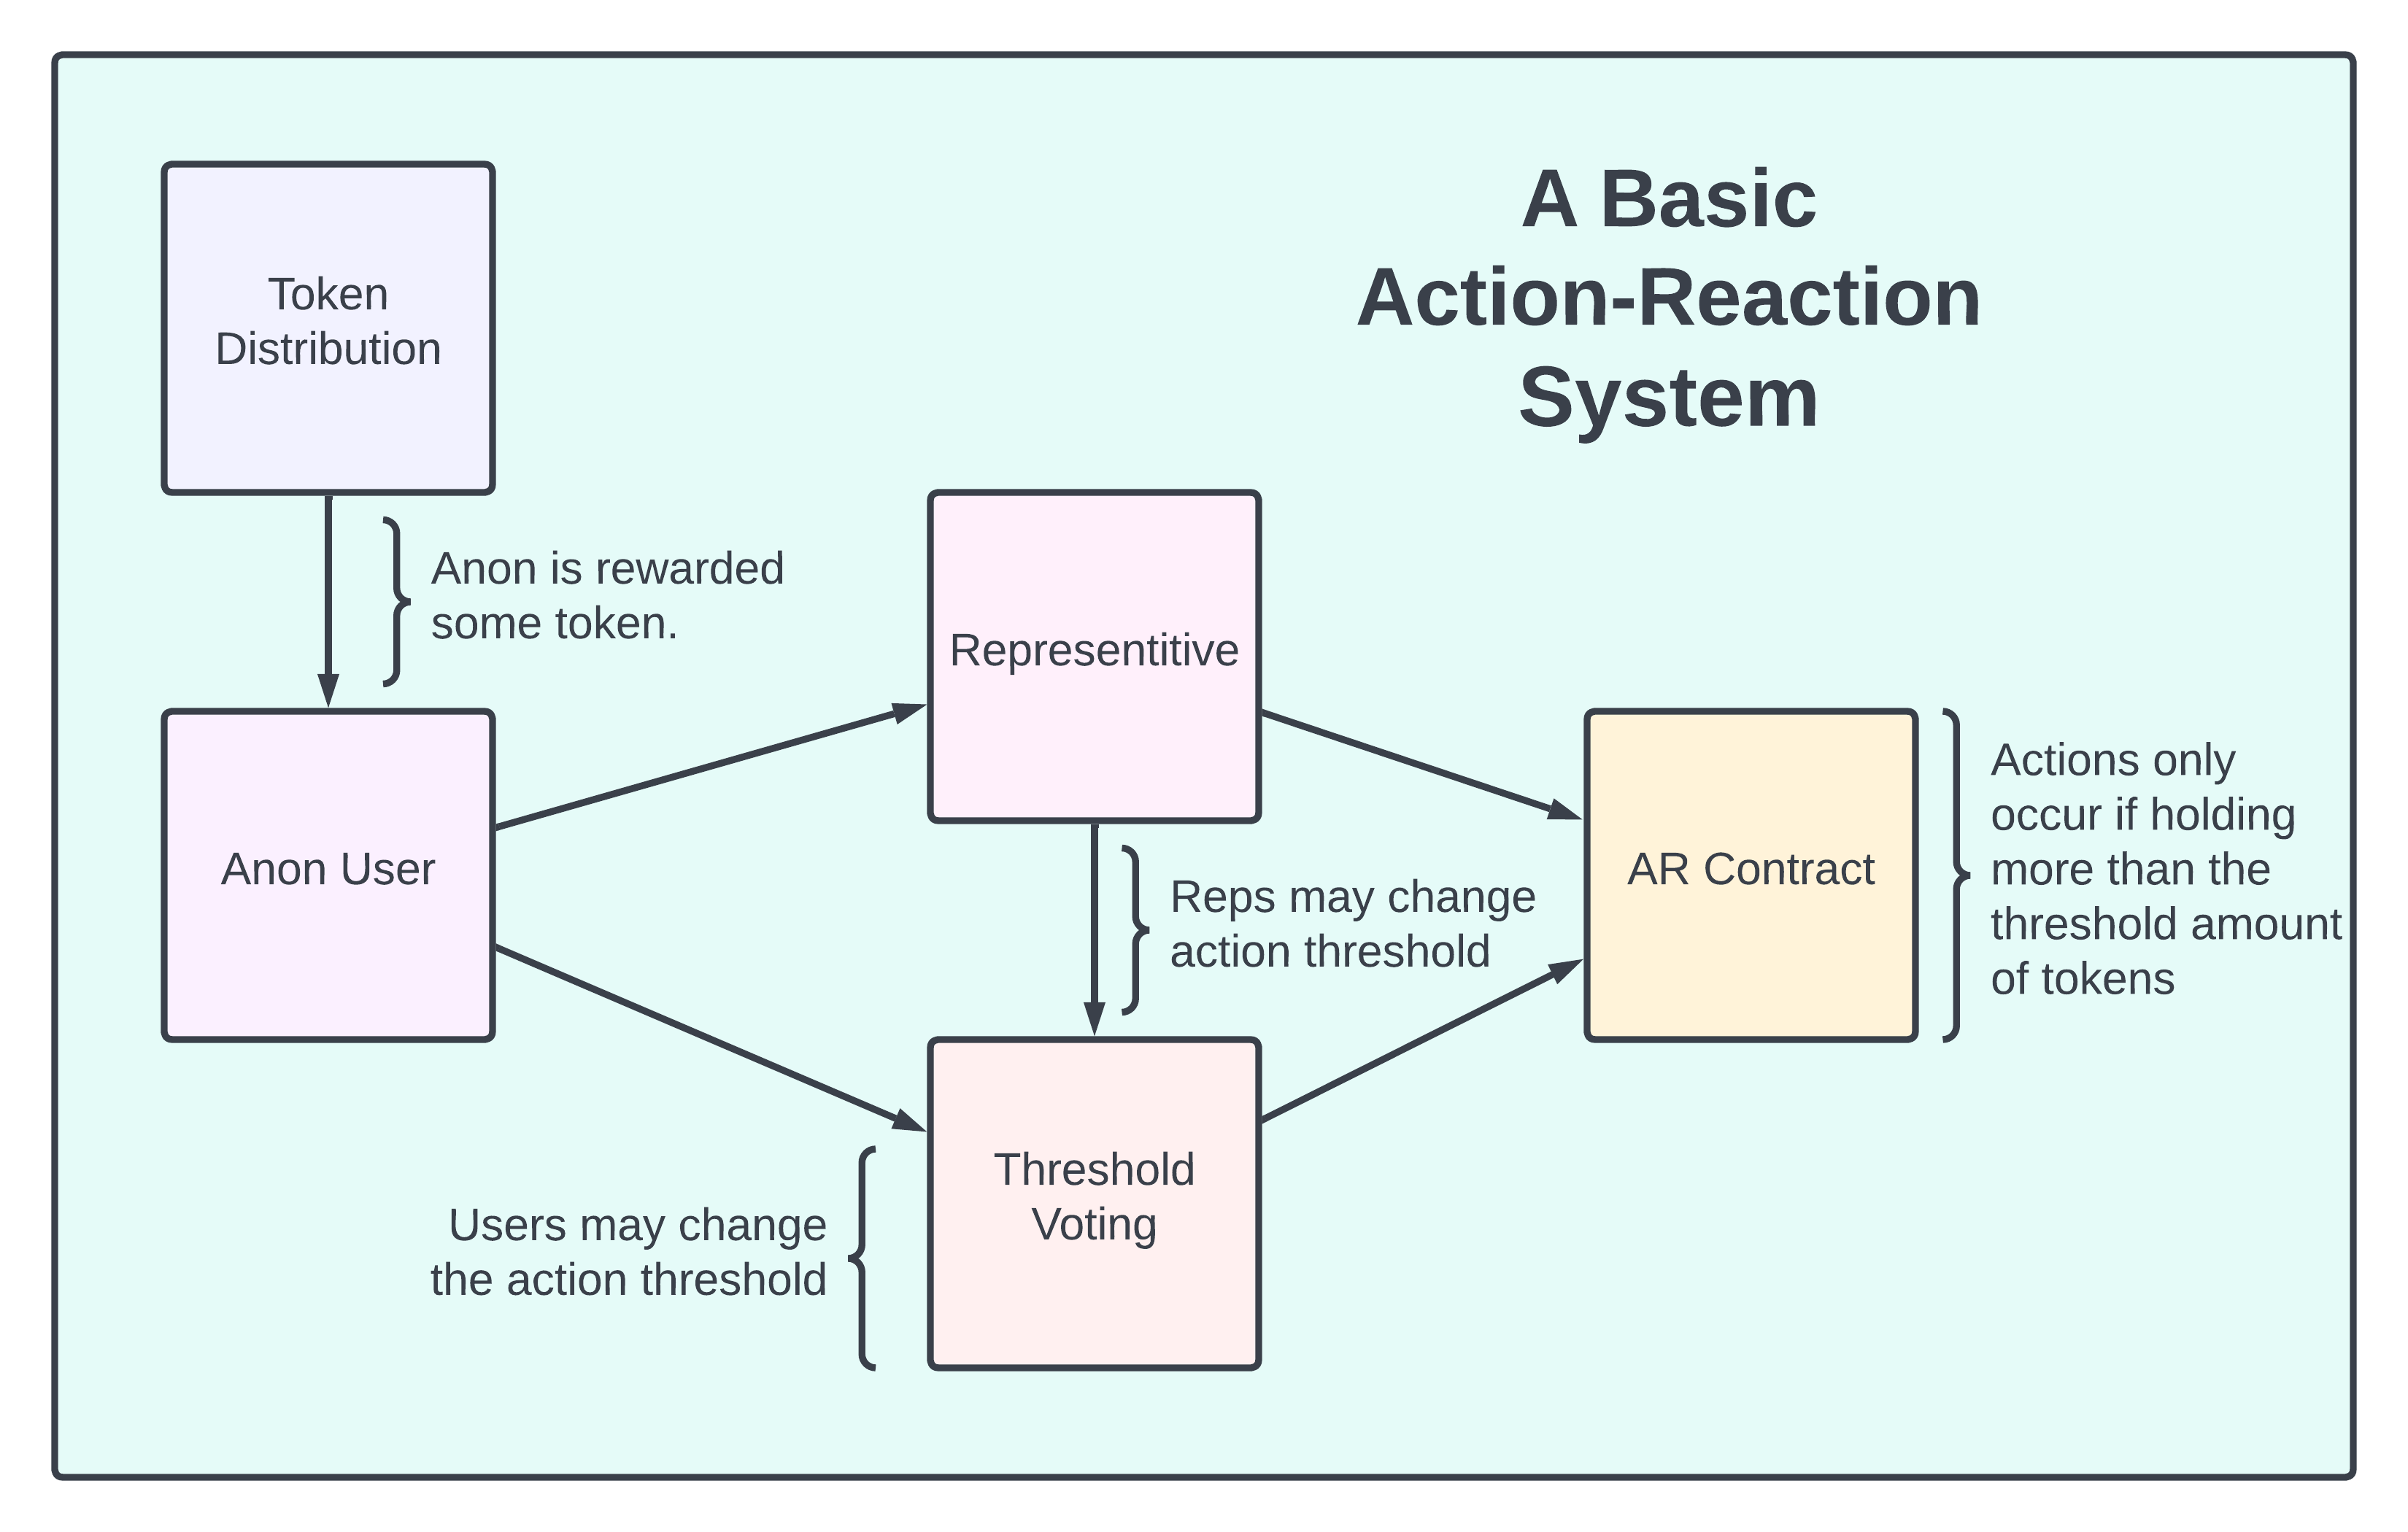 A Basic
Action-Reaction
System
Token
Distribution
Anon is rewarded
some token.
Representitive
Anon User
AR Contract
Actions only
occur if holding
more than the
threshold amount
of tokens
Reps may change
action threshold
Threshold
Voting
Users may change
the action threshold